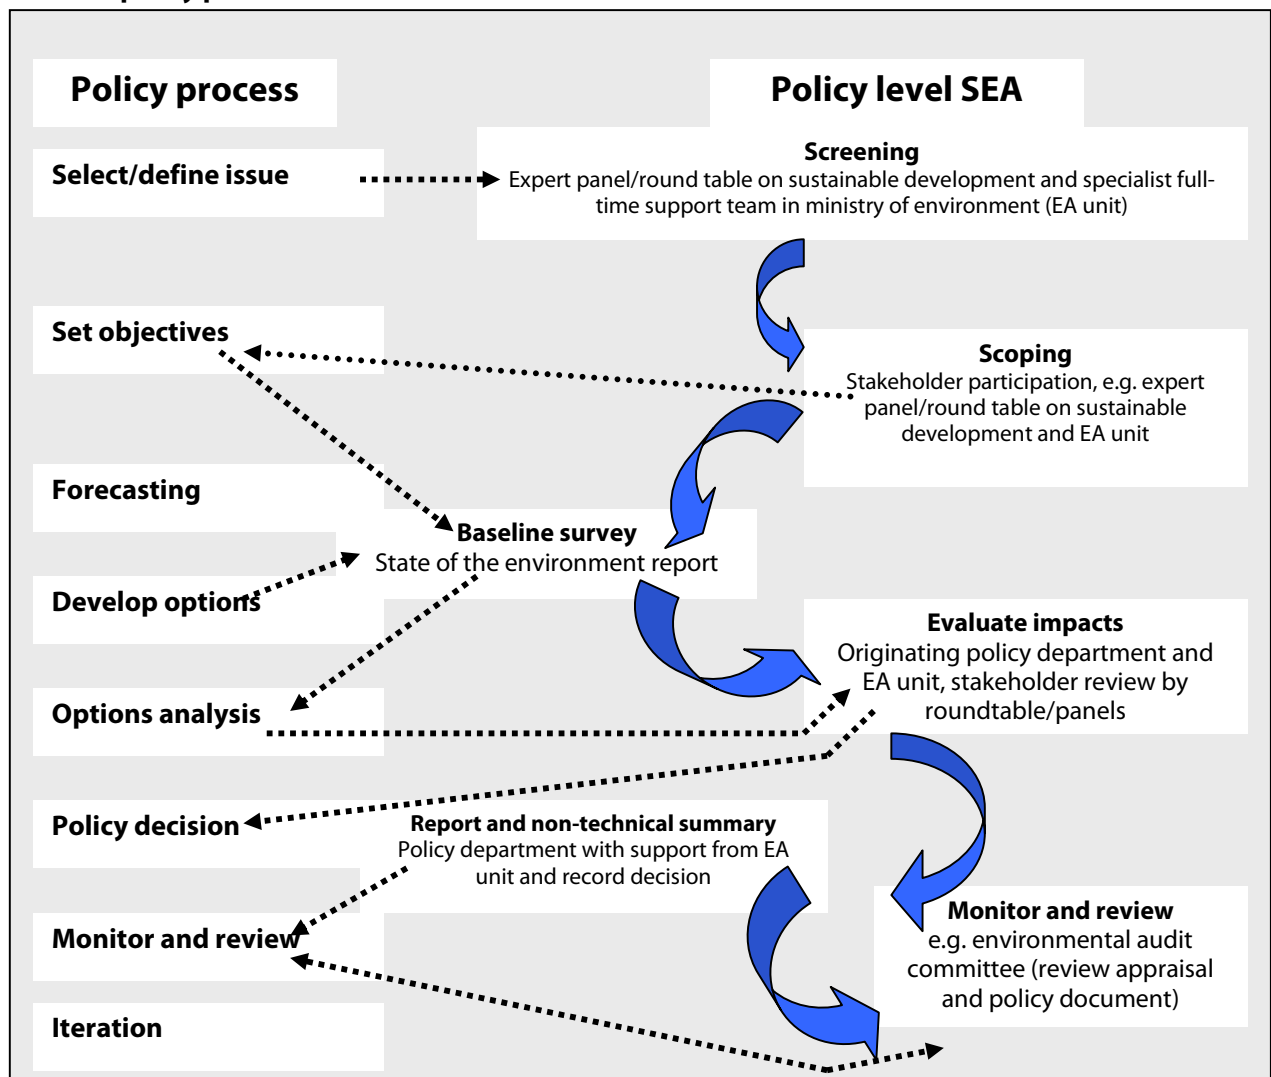 Policy process
Policy level SEA
Select/define issue
Screening
Expert panel/round table on sustainable development and specialist full-
time support team in ministry of environment (EA unit)
Set objectives
Scoping
Stakeholder participation, e.g. expert
panel/round table on sustainable
development and EA unit
Forecasting
Baseline survey
State of the environment report
Develop options
Evaluate impacts
Originating policy department and
EA unit, stakeholder review by
roundtable/panels
Options analysis
Policy decision
Report and non-technical summary
Policy department with support from EA
unit and record decision
Monitor and review
Monitor and review
e.g. environmental audit
committee (review appraisal
and policy document)
Iteration